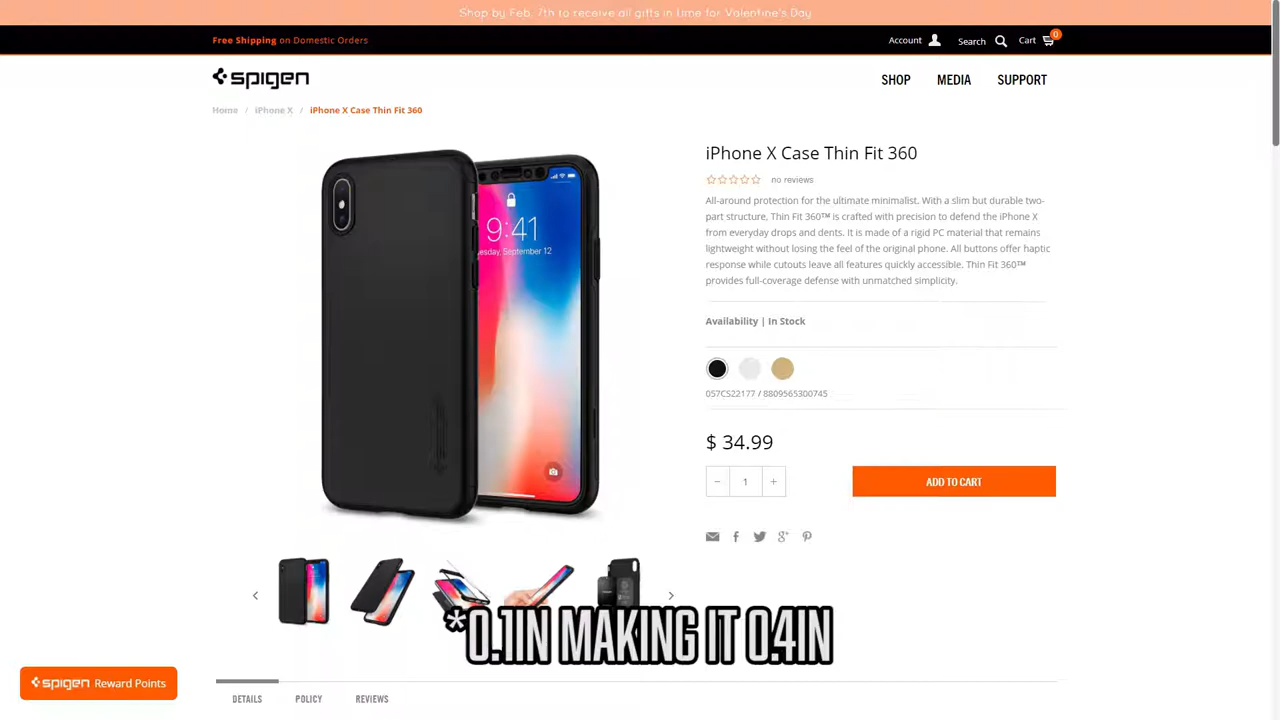 Shop by Feb. 7th to receive all gifts in time for Valentine's Day
Free Shipping on Domestic Orders
Account
Search
Cart
0
spigen
SHOP
MEDIA
SUPPORT
Home / iPhone X / iPhone X Case Thin Fit 360
iPhone X Case Thin Fit 360
no reviews
All-around protection for the ultimate minimalist. With a slim but durable two-
part structure, Thin Fit 360™ is crafted with precision to defend the iPhone X
from everyday drops and dents. It is made of a rigid PC material that remains
lightweight without losing the feel of the original phone. All buttons offer haptic
response while cutouts leave all features quickly accessible. Thin Fit 360™
provides full-coverage defense with unmatched simplicity.
9:41
uesday, September 12
Availability | In Stock
057CS22177 / 8809565300745
$ 34.99
− 1 +
ADD TO CART
*0.1IN MAKING IT 0.4IN
spigen Reward Points
DETAILS
POLICY
REVIEWS